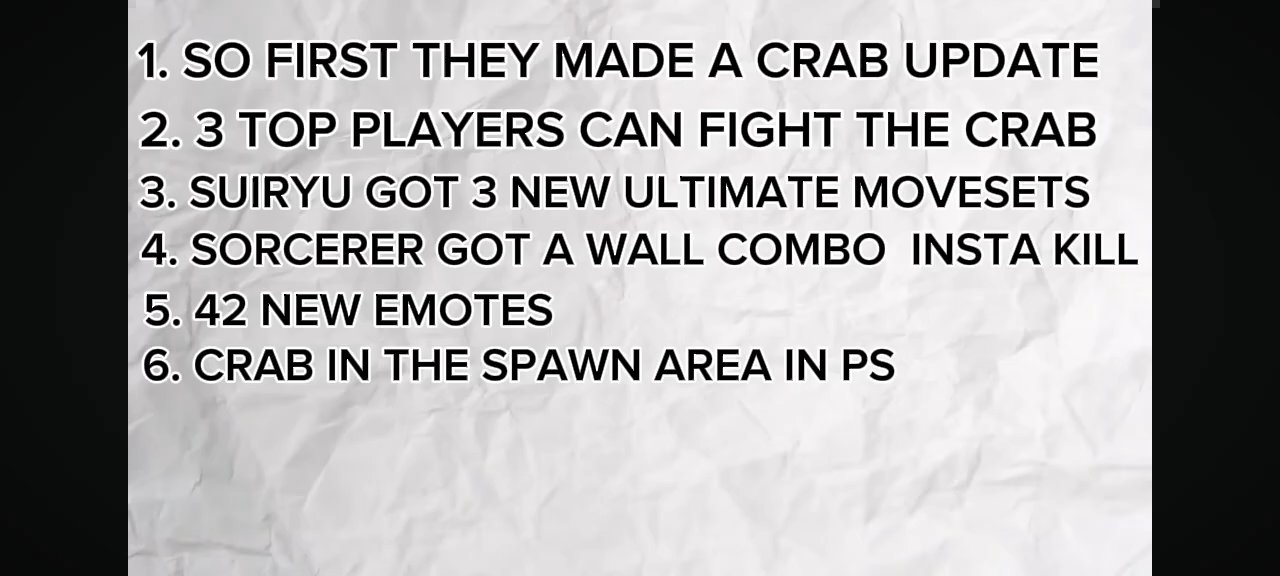 1. SO FIRST THEY MADE A CRAB UPDATE
2. 3 TOP PLAYERS CAN FIGHT THE CRAB
3. SUIRYU GOT 3 NEW ULTIMATE MOVESETS
4. SORCERER GOT A WALL COMBO  INSTA KILL
5. 42 NEW EMOTES
6. CRAB IN THE SPAWN AREA IN PS